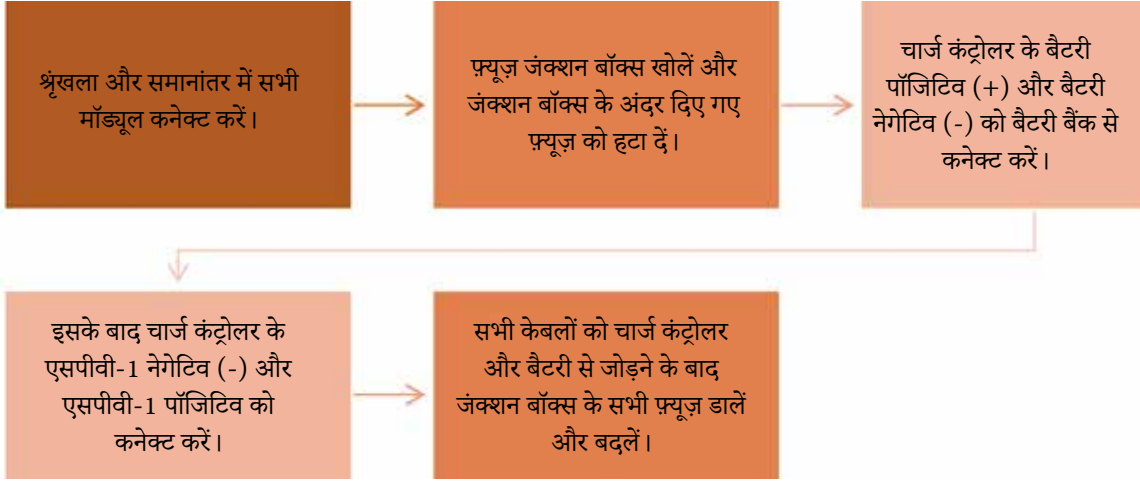 श्रृंखला और समानांतर में सभी
मॉड्यूल कनेक्ट करें।
फ़्यूज़ जंक्शन बॉक्स खोलें और
जंक्शन बॉक्स के अंदर दिए गए
फ़्यूज़ को हटा दें।
चार्ज कंट्रोलर के बैटरी
पॉजिटिव (+) और बैटरी
नेगेटिव (-) को बैटरी बैंक से
कनेक्ट करें।
इसके बाद चार्ज कंट्रोलर के
एसपीवी-1 नेगेटिव (-) और
एसपीवी-1 पॉजिटिव को
कनेक्ट करें।
सभी केबलों को चार्ज कंट्रोलर
और बैटरी से जोड़ने के बाद
जंक्शन बॉक्स के सभी फ़्यूज़ डालें
और बदलें।